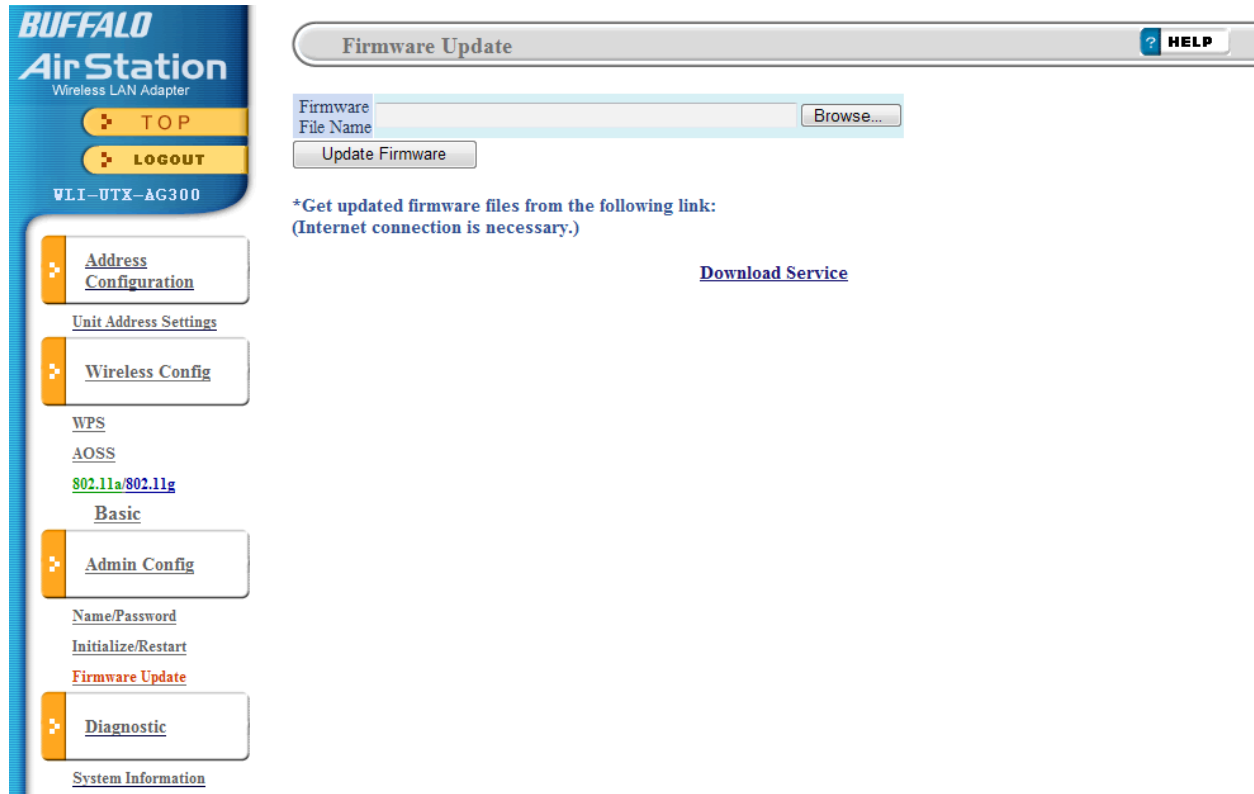 BUFFALO
AirStation
Wireless LAN Adapter
TOP
LOGOUT
WLI-UTX-AG300
Address
Configuration
Unit Address Settings
Wireless Config
WPS
AOSS
802.11a/802.11g
Basic
Admin Config
Name/Password
Initialize/Restart
Firmware Update
Diagnostic
System Information
Firmware Update
? HELP
Firmware
File Name
Browse...
Update Firmware
*Get updated firmware files from the following link:
(Internet connection is necessary.)
Download Service